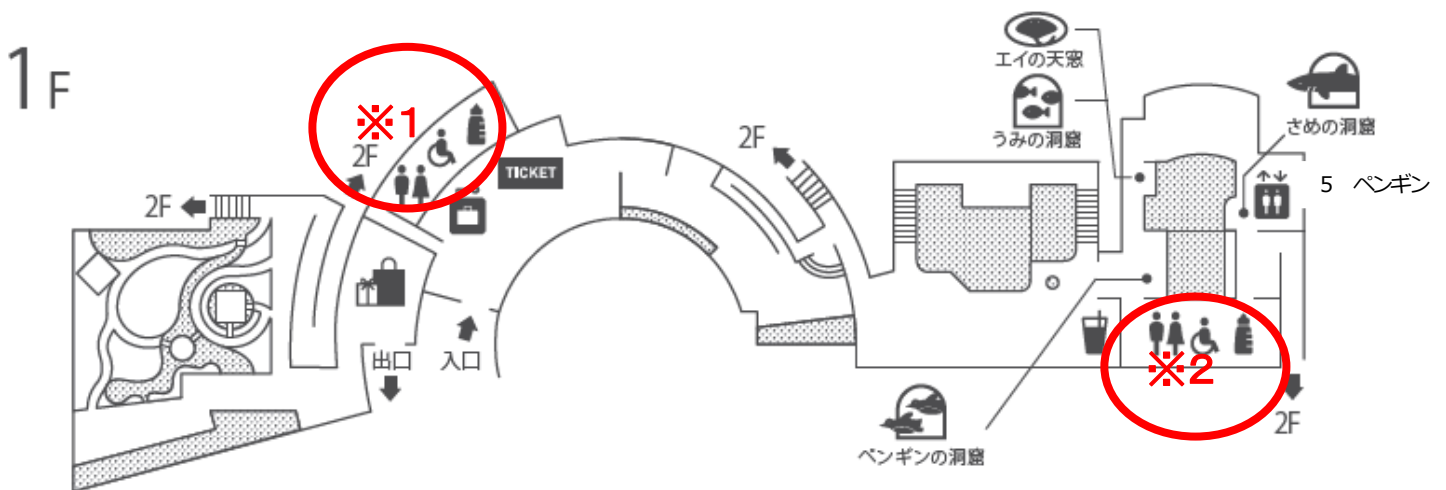 1F
※1
2F
TICKET
2F
2F
出口
入口
エイの天窓
うみの洞窟
さめの洞窟
5 ペンギン
※2
2F
ペンギンの洞窟